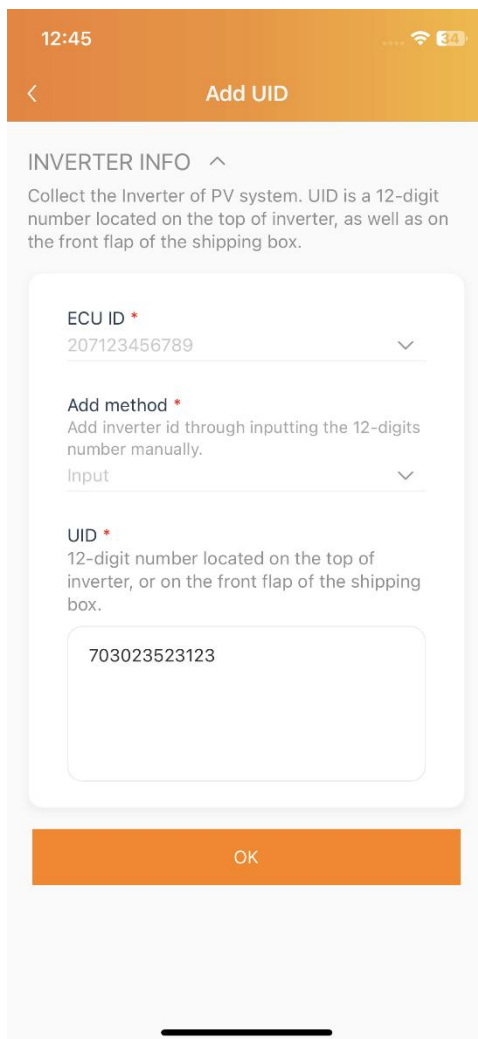 12:45
34
Add UID
INVERTER INFO
Collect the Inverter of PV system. UID is a 12-digit
number located on the top of inverter, as well as on
the front flap of the shipping box.
ECU ID *
207123456789
Add method *
Add inverter id through inputting the 12-digits
number manually.
Input
UID *
12-digit number located on the top of
inverter, or on the front flap of the shipping
box.
703023523123
OK